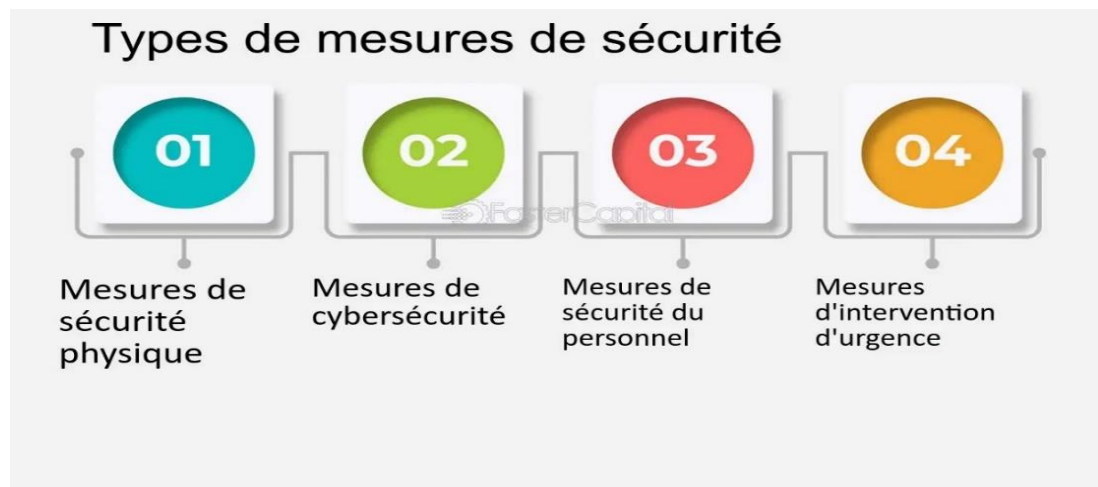 Types de mesures de sécurité
01
02
03
04
FasterCapital
Mesures de
sécurité
physique
Mesures de
cybersécurité
Mesures de
sécurité du
personnel
Mesures
d'intervention
d'urgence